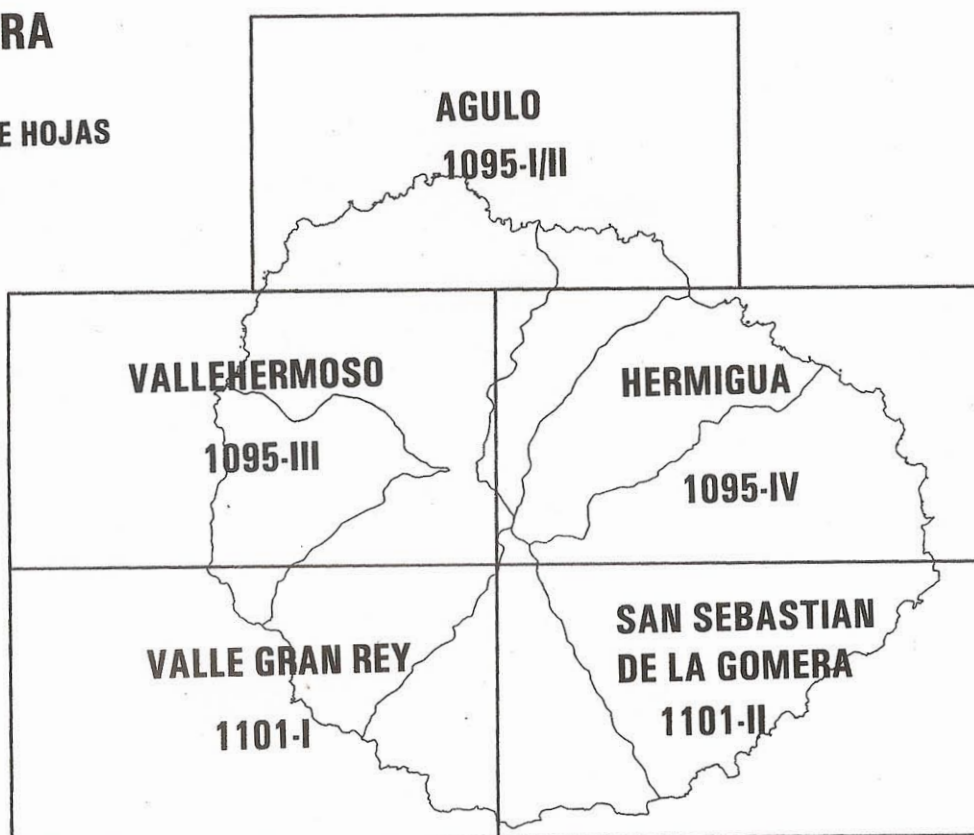 RA
E HOJAS
AGULO
1095-I/II
VALLEHERMOSO
1095-III
HERMIGUA
1095-IV
VALLE GRAN REY
1101-I
SAN SEBASTIAN
DE LA GOMERA
1101-II